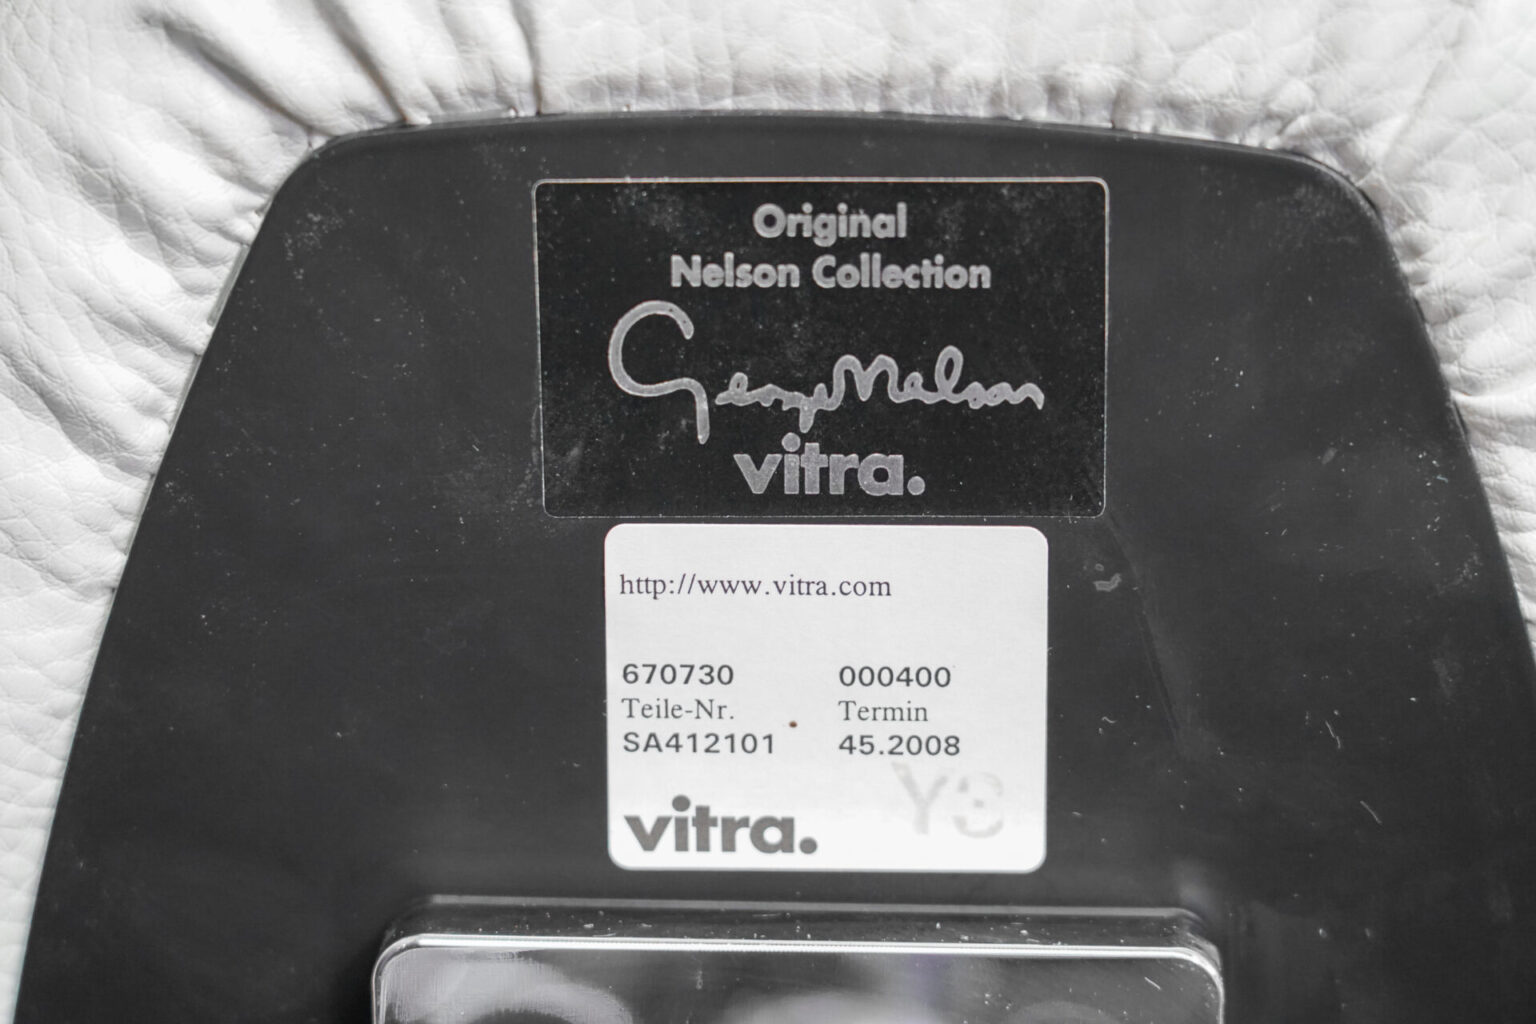 Original
Nelson Collection
George Nelson
vitra.
http://www.vitra.com
670730 000400
Teile-Nr. Termin
SA412101 45.2008
Y3
vitra.